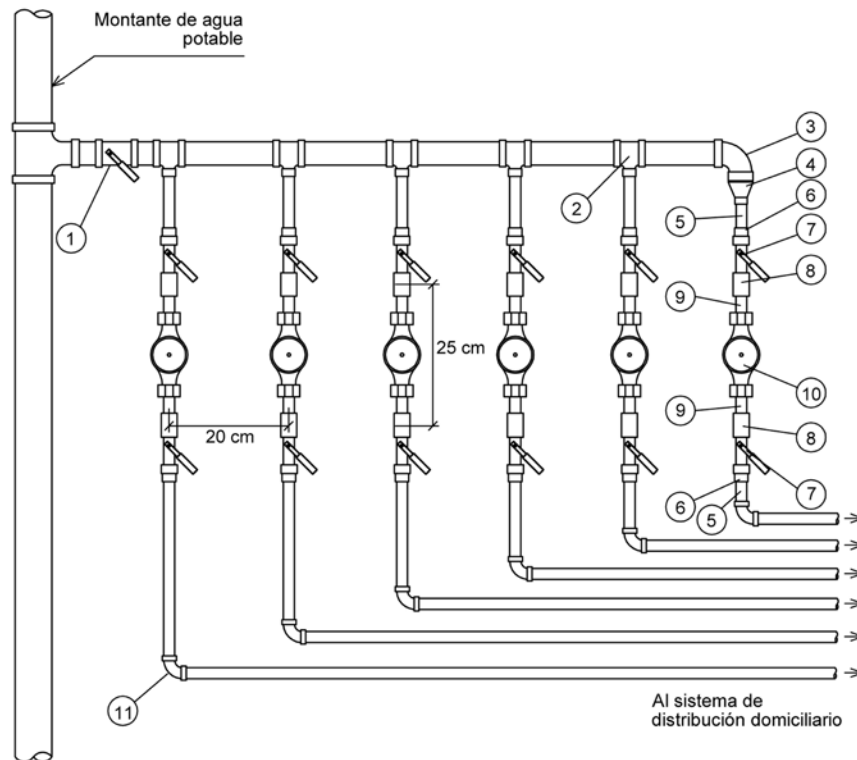 Montante de agua
potable
3
4
1
2
5
6
7
8
9
25 cm
10
9
20 cm
8
7
6
5
11
Al sistema de
distribución domiciliario